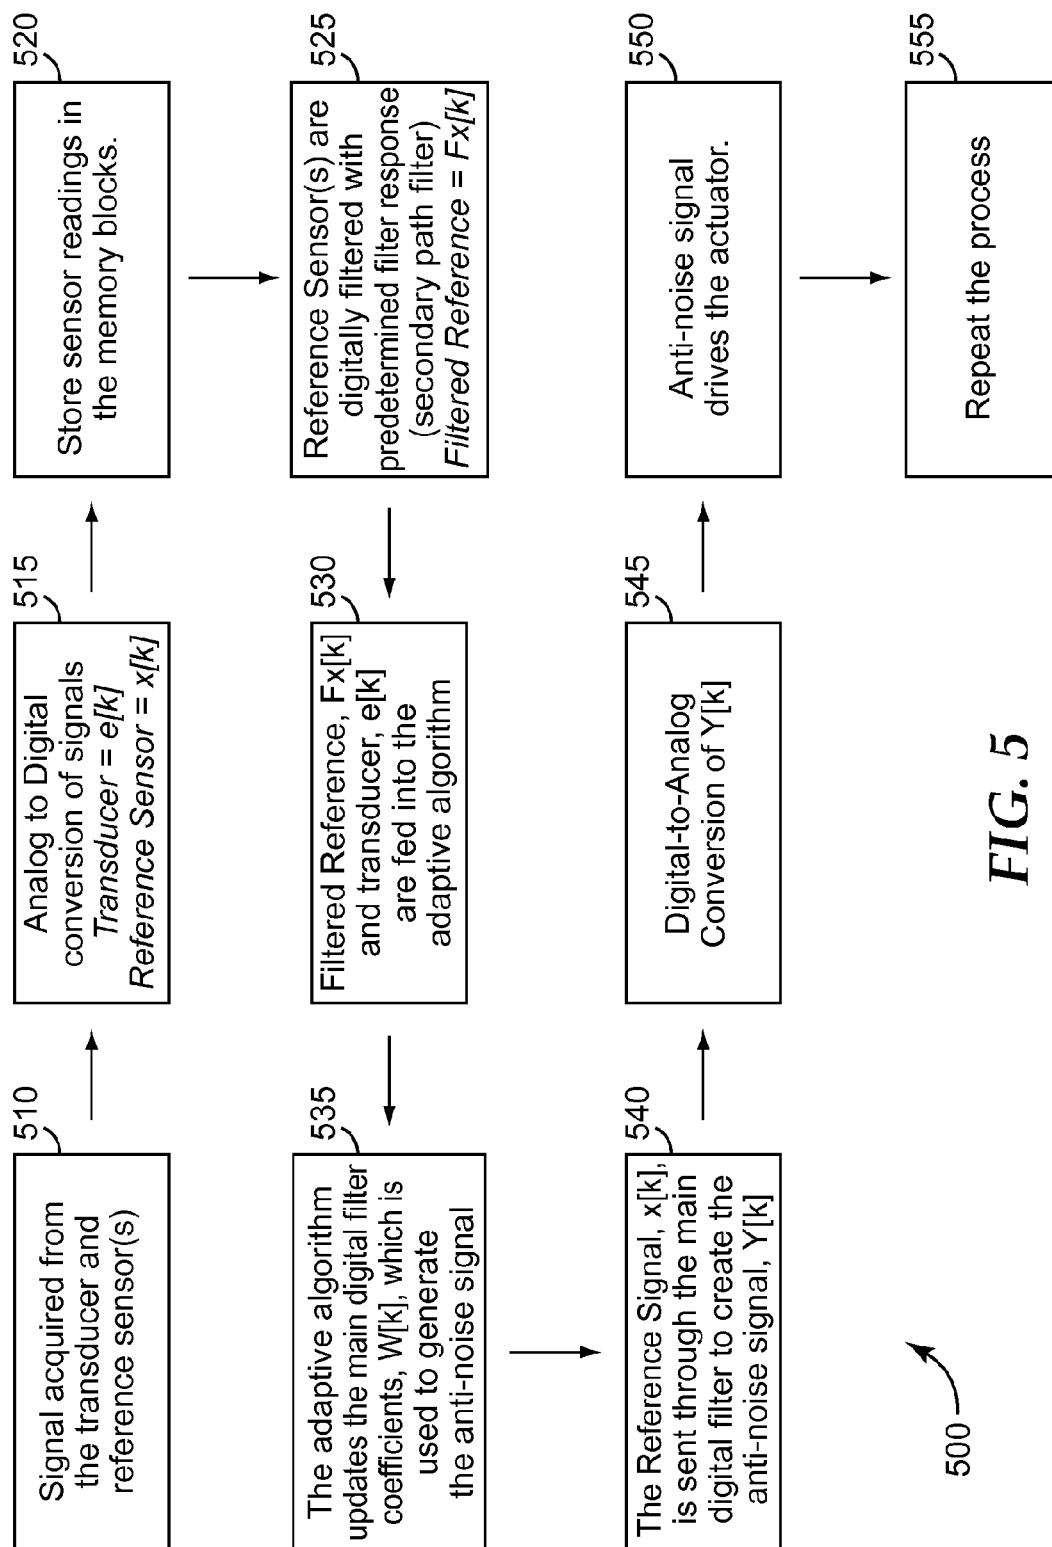 510
Signal acquired from
the transducer and
reference sensor(s)
515
Analog to Digital
conversion of signals
Transducer = e[k]
Reference Sensor = x[k]
520
Store sensor readings in
the memory blocks.
525
Reference Sensor(s) are
digitally filtered with
predetermined filter response
(secondary path filter)
Filtered Reference = Fx[k]
530
Filtered Reference, Fx[k]
and transducer, e[k]
are fed into the
adaptive algorithm
535
The adaptive algorithm
updates the main digital filter
coefficients, W[k], which is
used to generate
the anti-noise signal
540
The Reference Signal, x[k],
is sent through the main
digital filter to create the
anti-noise signal, Y[k]
545
Digital-to-Analog
Conversion of Y[k]
550
Anti-noise signal
drives the actuator.
555
Repeat the process
500
FIG. 5